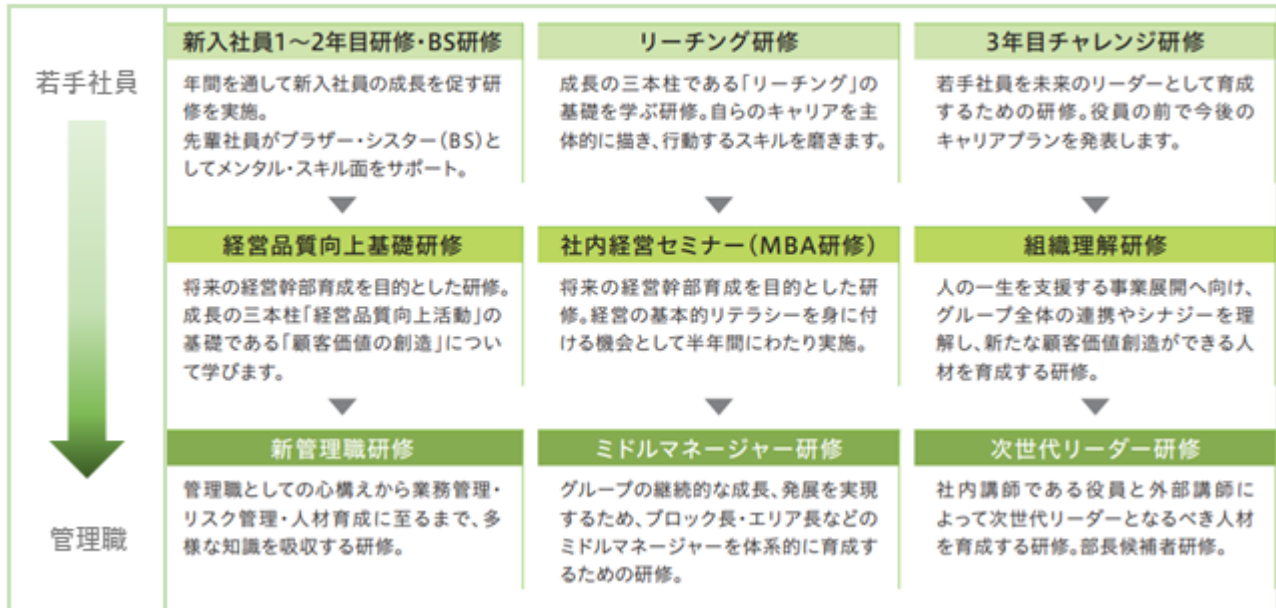 若手社員
新入社員1～2年目研修・BS研修
年間を通して新入社員の成長を促す研
修を実施。
先輩社員がブラザー・シスター(BS)と
してメンタル・スキル面をサポート。
リーチング研修
成長の三本柱である「リーチング」の
基礎を学ぶ研修。自らのキャリアを主
体的に描き、行動するスキルを磨きます。
3年目チャレンジ研修
若手社員を未来のリーダーとして育成
するための研修。役員の前で今後の
キャリアプランを発表します。
経営品質向上基礎研修
将来の経営幹部育成を目的とした研修。
成長の三本柱「経営品質向上活動」の
基礎である「顧客価値の創造」につい
て学びます。
社内経営セミナー(MBA研修)
将来の経営幹部育成を目的とした研
修。経営の基本的リテラシーを身に付
ける機会として半年間にわたり実施。
組織理解研修
人の一生を支援する事業展開へ向け、
グループ全体の連携やシナジーを理
解し、新たな顧客価値創造ができる人
材を育成する研修。
管理職
新管理職研修
管理職としての心構えから業務管理・
リスク管理・人材育成に至るまで、多
様な知識を吸収する研修。
ミドルマネージャー研修
グループの継続的な成長、発展を実現
するため、ブロック長・エリア長などの
ミドルマネージャーを体系的に育成す
るための研修。
次世代リーダー研修
社内講師である役員と外部講師に
よって次世代リーダーとなるべき人材
を育成する研修。部長候補者研修。